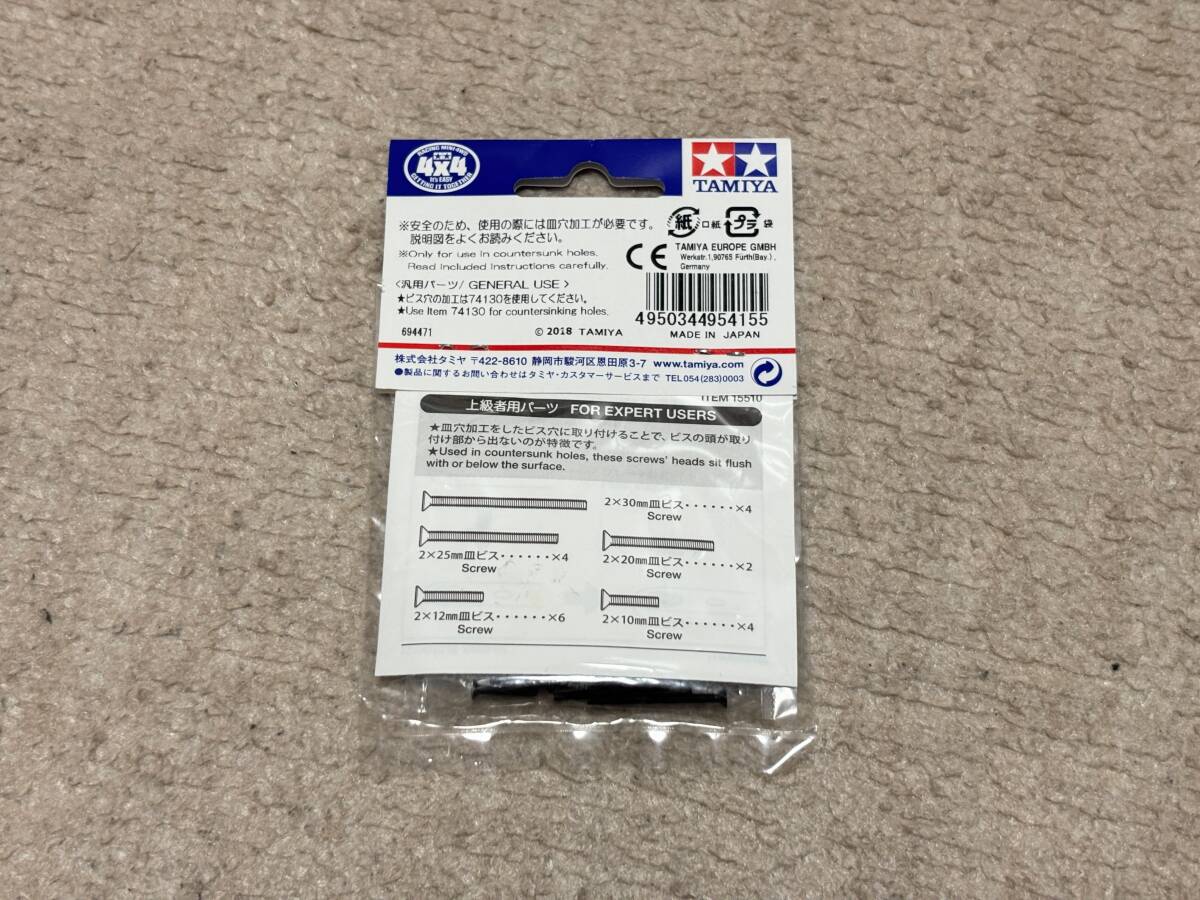 RACING MINI 4WD
4x4
It's EASY
GETTING IT TOGETHER
TAMIYA
※安全のため、使用の際には皿穴加工が必要です。
説明図をよくお読みください。
※Only for use in countersunk holes.
Read included instructions carefully.
紙 口紙 プラ 袋
CE
TAMIYA EUROPE GMBH
Werkstr.1,90765 Fürth(Bay.),
Germany
<汎用パーツ/ GENERAL USE>
★ビス穴の加工は74130を使用してください。
★Use Item 74130 for countersinking holes.
4950344954155
694471
© 2018 TAMIYA
MADE IN JAPAN
株式会社タミヤ 〒422-8610 静岡市駿河区恩田原3-7 www.tamiya.com
●製品に関するお問い合わせはタミヤ・カスタマーサービスまで TEL054(283)0003
ITEM 15510
上級者用パーツ FOR EXPERT USERS
★皿穴加工をしたビス穴に取り付けることで、ビスの頭が取り
付け部から出ないのが特徴です。
★Used in countersunk holes, these screws' heads sit flush
with or below the surface.
2×30mm皿ビス・・・・・・×4
Screw
2×25mm皿ビス・・・・・・×4
Screw
2×20mm皿ビス・・・・・・×2
Screw
2×12mm皿ビス・・・・・・×6
Screw
2×10mm皿ビス・・・・・・×4
Screw